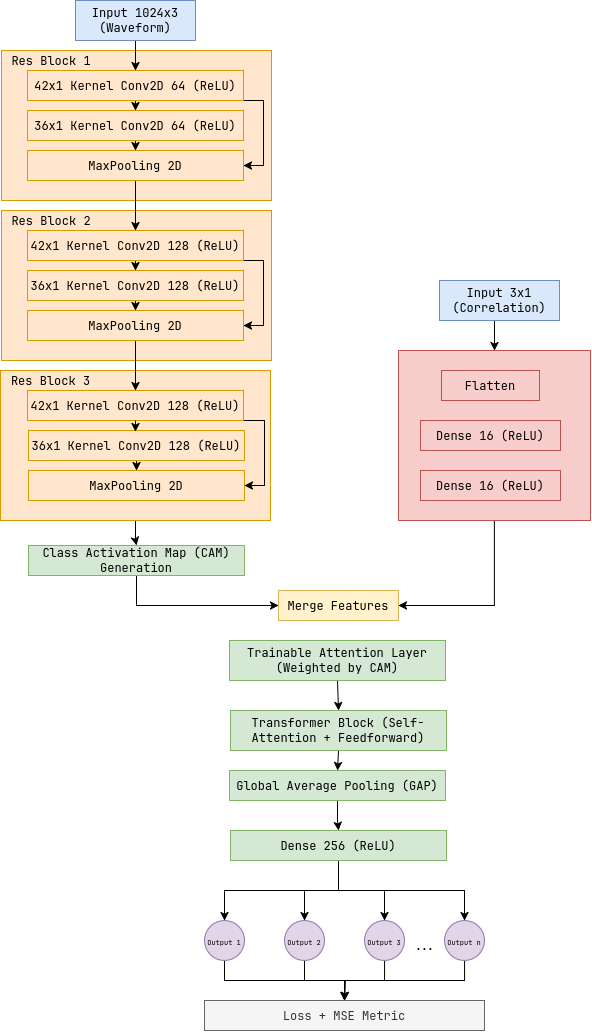 Input 1024x3
(Waveform)
Res Block 1
42x1 Kernel Conv2D 64 (ReLU)
36x1 Kernel Conv2D 64 (ReLU)
MaxPooling 2D
Res Block 2
42x1 Kernel Conv2D 128 (ReLU)
36x1 Kernel Conv2D 128 (ReLU)
MaxPooling 2D
Res Block 3
42x1 Kernel Conv2D 128 (ReLU)
36x1 Kernel Conv2D 128 (ReLU)
MaxPooling 2D
Class Activation Map (CAM)
Generation
Input 3x1
(Correlation)
Flatten
Dense 16 (ReLU)
Dense 16 (ReLU)
Merge Features
Trainable Attention Layer
(Weighted by CAM)
Transformer Block (Self-
Attention + Feedforward)
Global Average Pooling (GAP)
Dense 256 (ReLU)
Output 1 Output 2 Output 3 ... Output n
Loss + MSE Metric